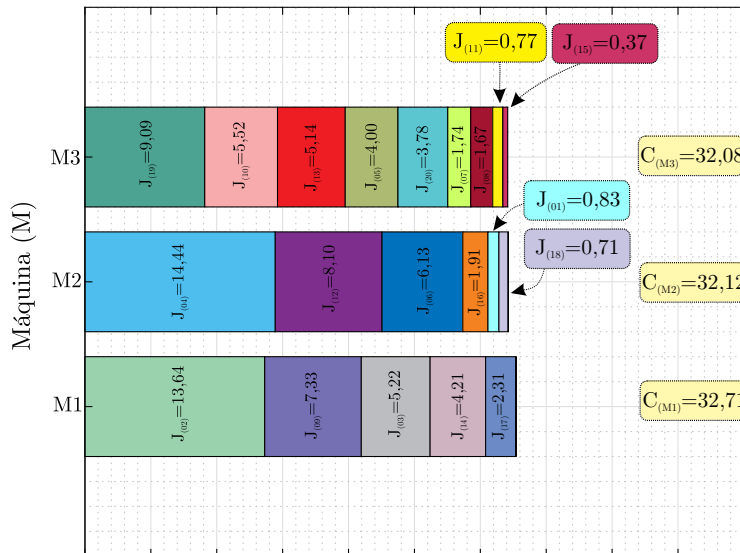 J(11)=0,77
J(15)=0,37
Máquina (M)
M3
J(19)=9,09
J(10)=5,52
J(13)=5,14
J(05)=4,00
J(20)=3,78
J(07)=1,74
J(08)=1,67
C(M3)=32,08
J(01)=0,83
J(18)=0,71
M2
J(04)=14,44
J(12)=8,10
J(06)=6,13
J(16)=1,91
C(M2)=32,12
M1
J(02)=13,64
J(09)=7,33
J(03)=5,22
J(14)=4,21
J(17)=2,31
C(M1)=32,71